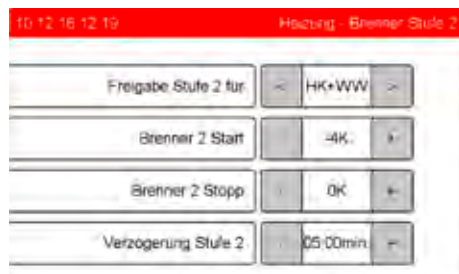 10 12 16 12 19 Heizung - Brenner Stufe 2
Freigabe Stufe 2 für < HK+WW >
Brenner 2 Start -4K +
Brenner 2 Stopp 0K +
Verzögerung Stufe 2 05:00min. +